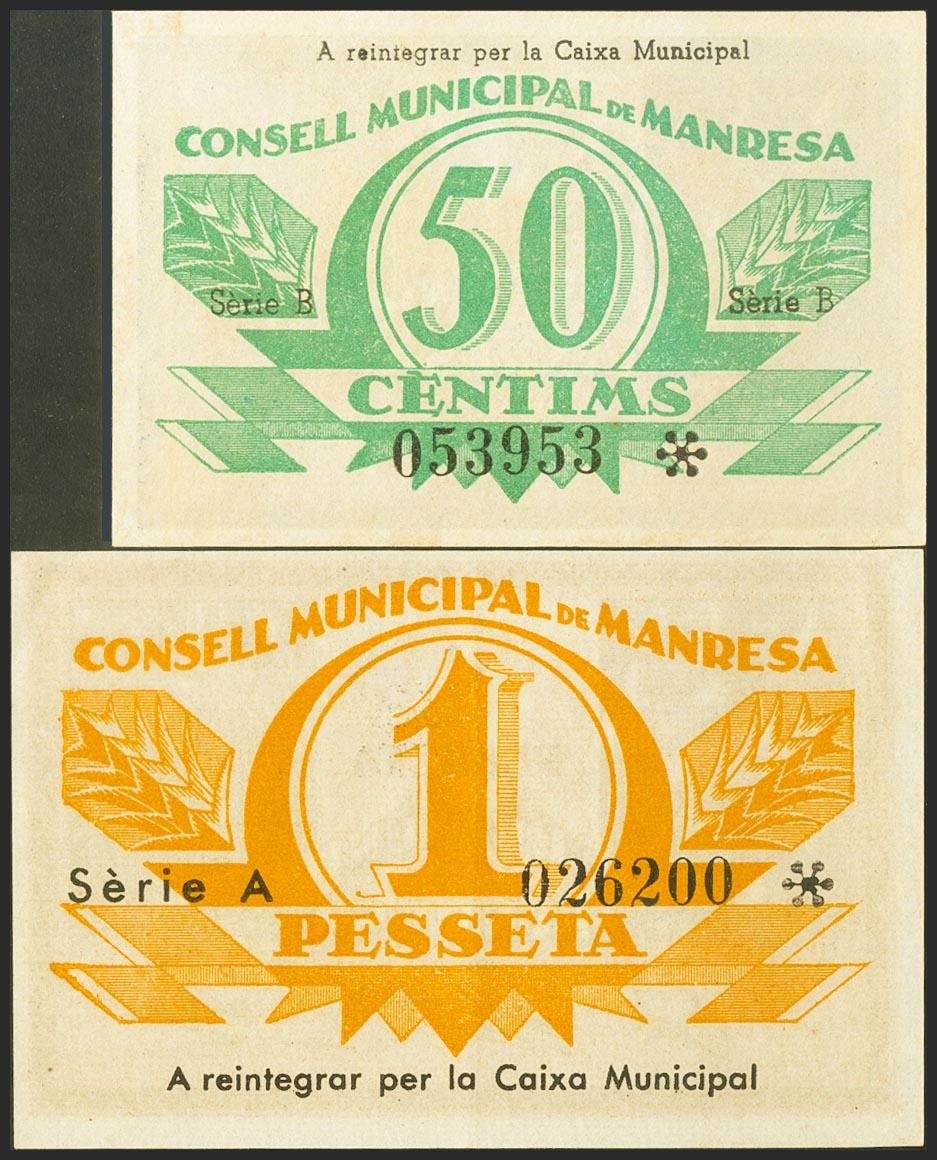 A reintegrar per la Caixa Municipal
CONSELL MUNICIPAL DE MANRESA
50
Sèrie B Sèrie B
CÈNTIMS
053953
CONSELL MUNICIPAL DE MANRESA
1
Sèrie A 026200
PESSETA
A reintegrar per la Caixa Municipal